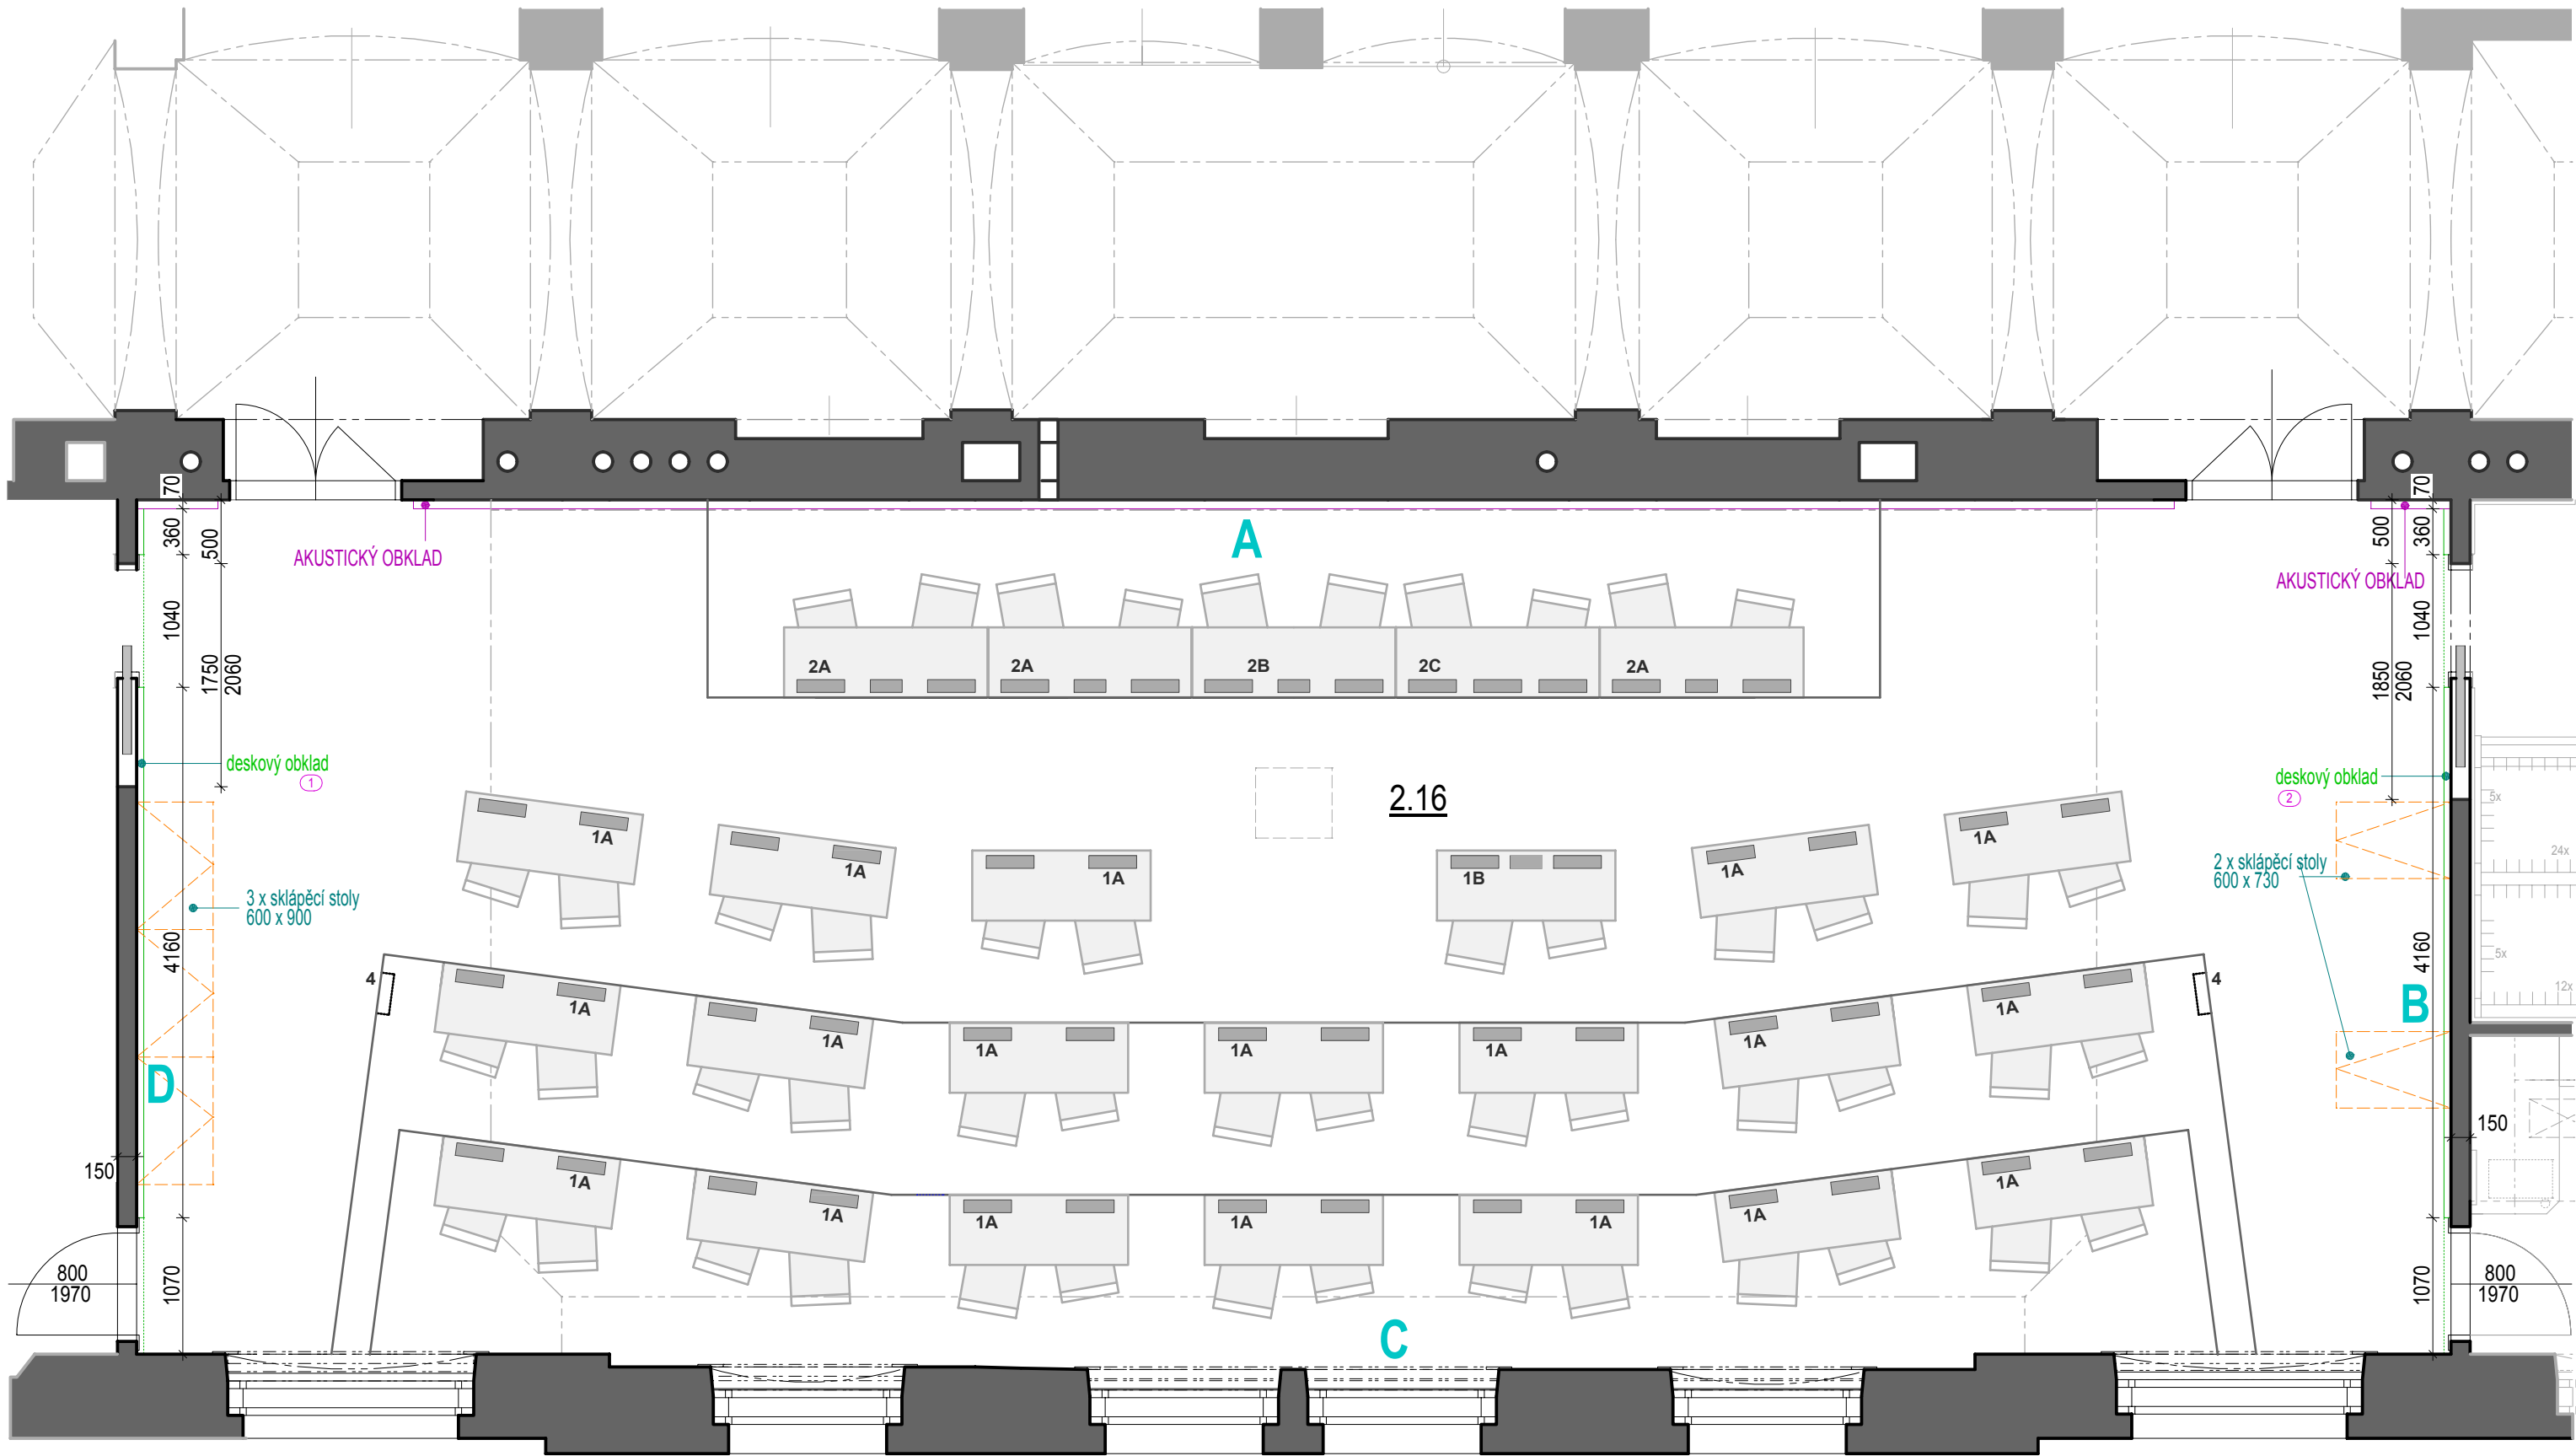 70
360
500
1040
1750
2060
AKUSTICKÝ OBKLAD
A
70
500
360
AKUSTICKÝ OBKLAD
1040
1850
2060
2A
2A
2B
2C
2A
deskový obklad
1
2.16
deskový obklad
2
5x
24x
5x
12x
1A
1A
1A
1B
1A
1A
3 x sklápěcí stoly
600 x 900
2 x sklápěcí stoly
600 x 730
4160
4160
4
4
1A
1A
1A
1A
1A
1A
1A
B
D
150
150
1A
1A
1A
1A
1A
1A
1A
800
1970
1070
1070
800
1970
C